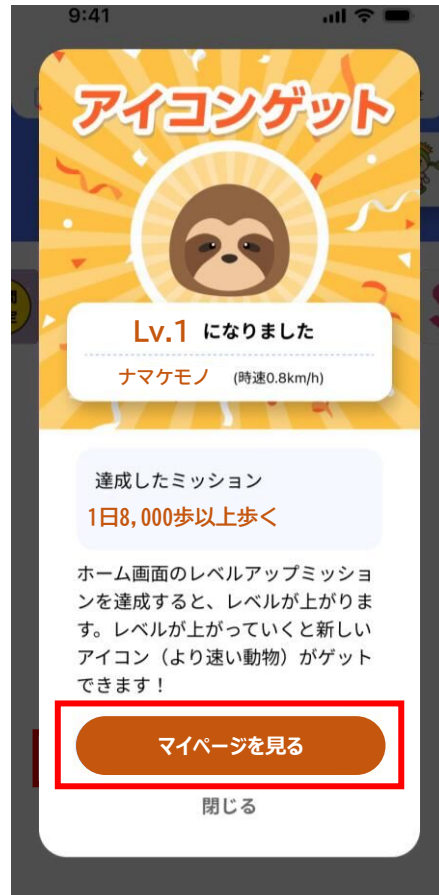 9:41
アイコンゲット
Lv.1 になりました
ナマケモノ (時速0.8km/h)
達成したミッション
1日8,000歩以上歩く
ホーム画面のレベルアップミッショ
ンを達成すると、レベルが上がりま
す。レベルが上がっていくと新しい
アイコン（より速い動物）がゲット
できます！
マイページを見る
閉じる